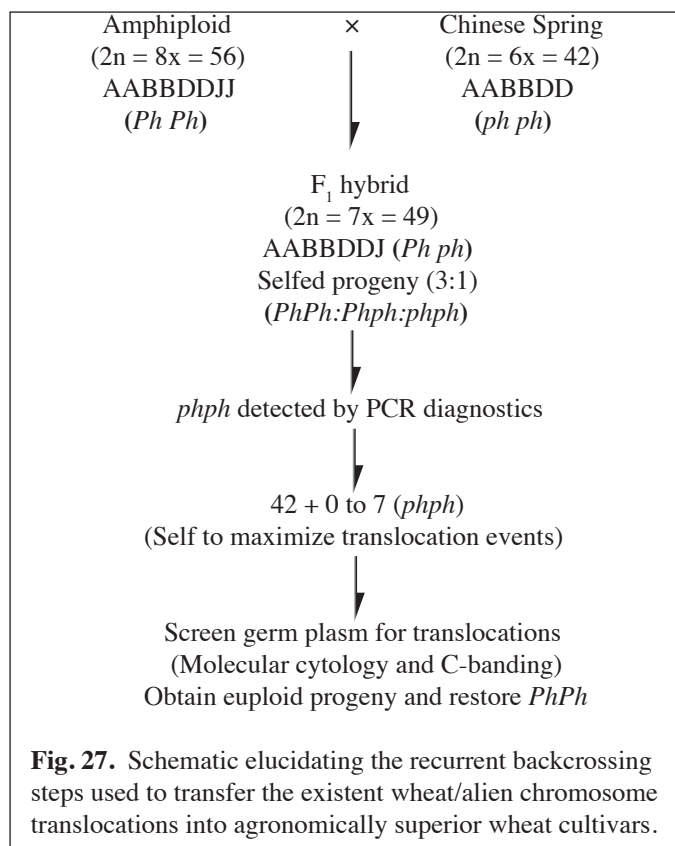 Amphiploid × Chinese Spring
(2n = 8x = 56) (2n = 6x = 42)
AABBDDJJ AABBDD
(Ph Ph) (ph ph)
F₁ hybrid
(2n = 7x = 49)
AABBDDJ (Ph ph)
Selfed progeny (3:1)
(PhPh:Phph:phph)
phph detected by PCR diagnostics
42 + 0 to 7 (phph)
(Self to maximize translocation events)
Screen germ plasm for translocations
(Molecular cytology and C-banding)
Obtain euploid progeny and restore PhPh
Fig. 27. Schematic elucidating the recurrent backcrossing
steps used to transfer the existent wheat/alien chromosome
translocations into agronomically superior wheat cultivars.